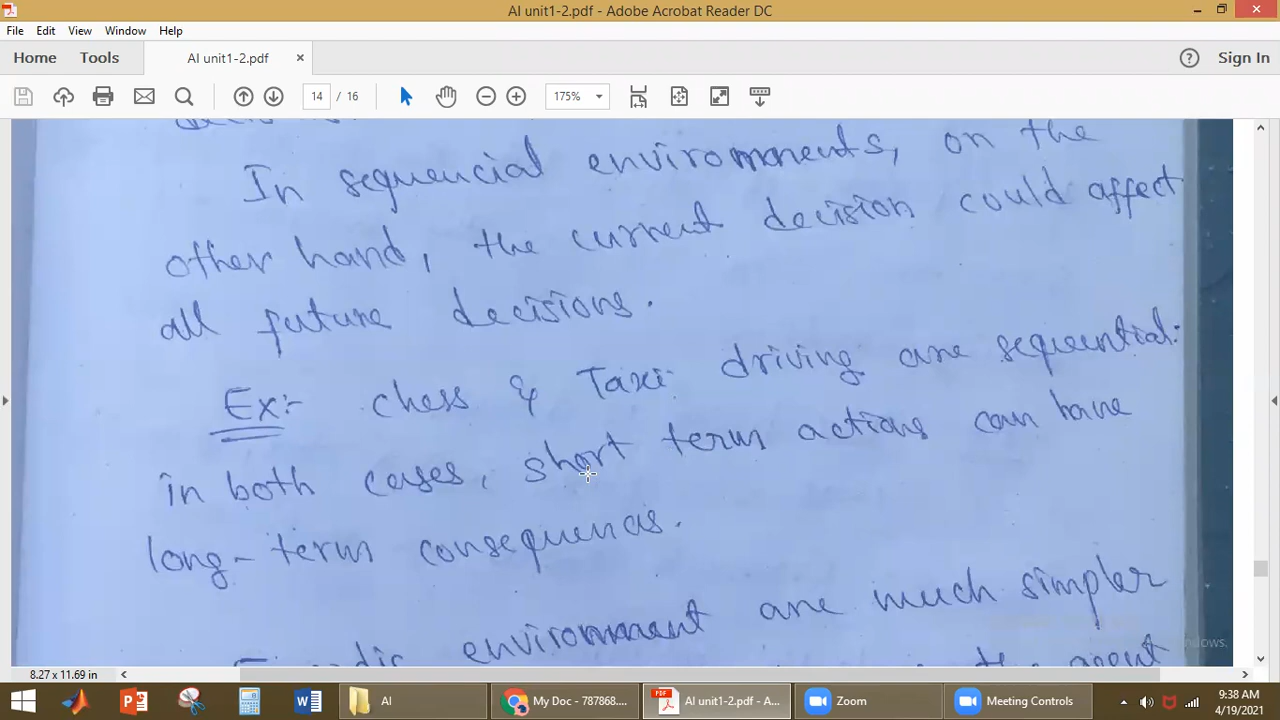 AI unit1-2.pdf - Adobe Acrobat Reader DC
File Edit View Window Help
Home Tools AI unit1-2.pdf × Sign In
14 / 16 175%
In sequencial environments, on the
other hand, the current decision could affect
all future decisions.
Ex:- Chess & Taxi driving are sequential:
in both cases, short term actions can have
long-term consequences.
environment are much simpler
the agent
8.27 x 11.69 in
AI My Doc - 787868.... AI unit1-2.pdf - A... Zoom Meeting Controls 9:38 AM
4/19/2021